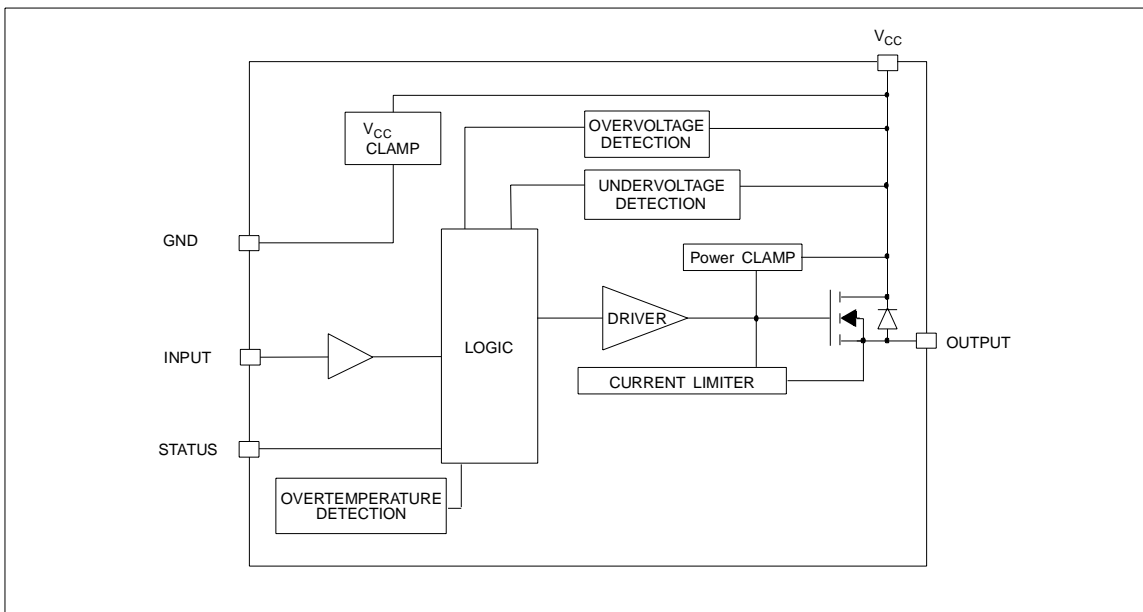 VCC
VCC
CLAMP
OVERVOLTAGE
DETECTION
UNDERVOLTAGE
DETECTION
GND
Power CLAMP
DRIVER
LOGIC
INPUT
OUTPUT
CURRENT LIMITER
STATUS
OVERTEMPERATURE
DETECTION